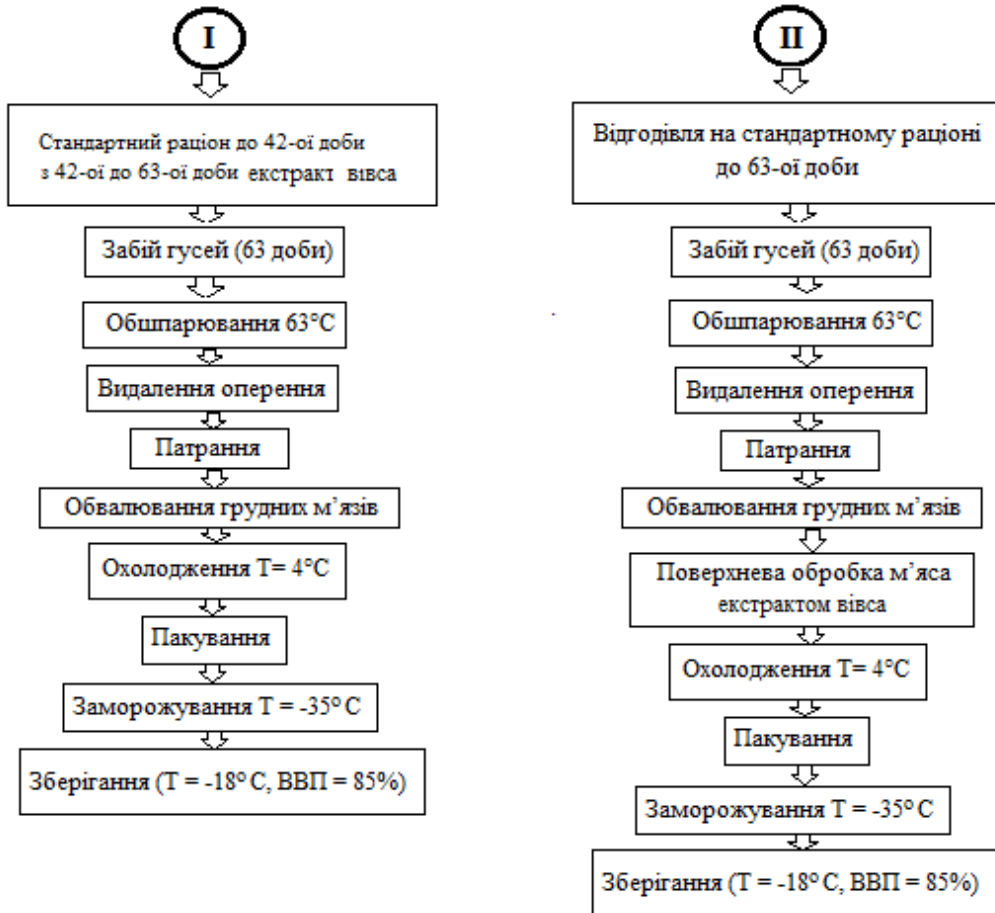 I
Стандартний раціон до 42-ої доби
з 42-ої до 63-ої доби екстракт вівса
Забій гусей (63 доби)
Обшпарювання 63°С
Видалення оперення
Патрання
Обвалювання грудних м’язів
Охолодження Т= 4°С
Пакування
Заморожування Т = -35° С
Зберігання (Т = -18° С, ВВП = 85%)
II
Відгодівля на стандартному раціоні
до 63-ої доби
Забій гусей (63 доби)
Обшпарювання 63°С
Видалення оперення
Патрання
Обвалювання грудних м’язів
Поверхнева обробка м’яса
екстрактом вівса
Охолодження Т= 4°С
Пакування
Заморожування Т = -35° С
Зберігання (Т = -18° С, ВВП = 85%)